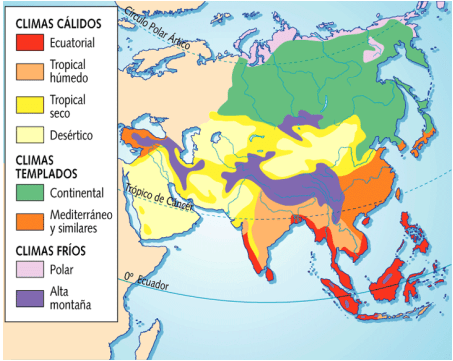 CLIMAS CÁLIDOS
Ecuatorial
Tropical
húmedo
Tropical
seco
Desértico
CLIMAS
TEMPLADOS
Continental
Mediterráneo
y similares
CLIMAS FRÍOS
Polar
Alta
montaña
Círculo Polar Ártico
Trópico de Cáncer
0º Ecuador